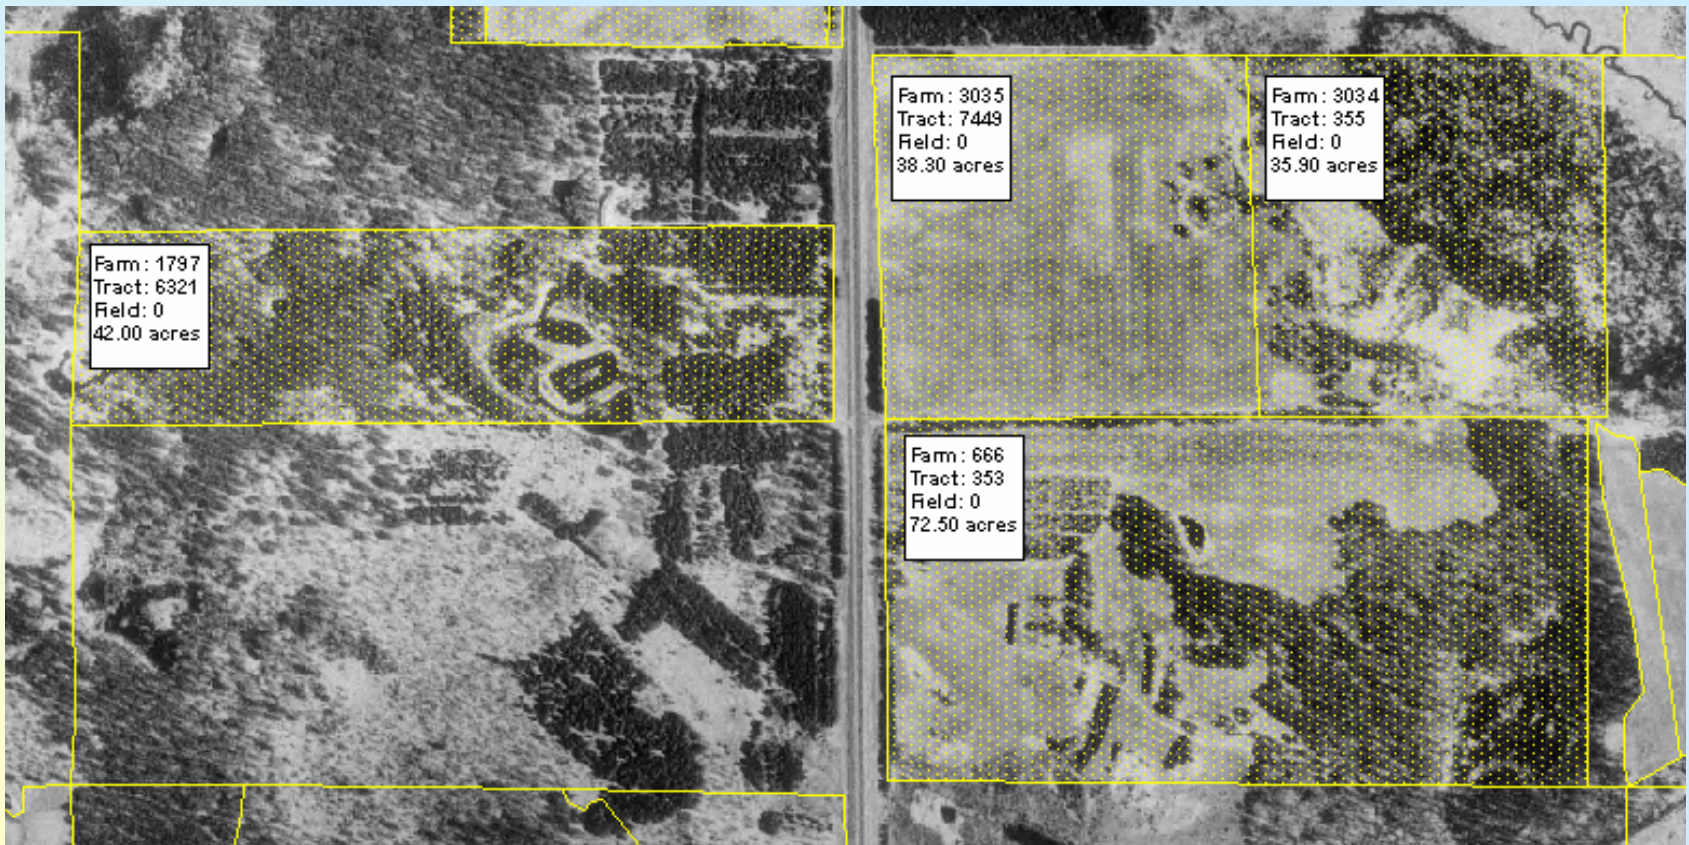 Farm: 3035
Tract: 7449
Field: 0
38.30 acres
Farm: 3034
Tract: 355
Field: 0
35.90 acres
Farm: 1797
Tract: 6321
Field: 0
42.00 acres
Farm: 666
Tract: 353
Field: 0
72.50 acres